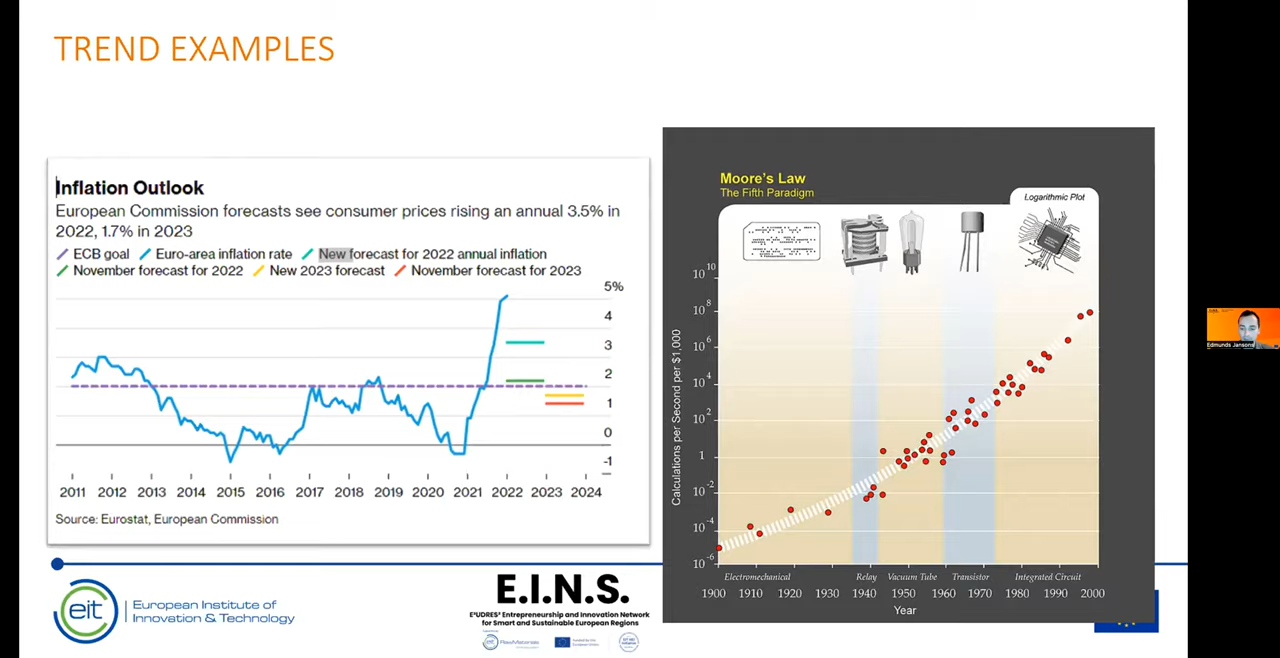 TREND EXAMPLES
Inflation Outlook
European Commission forecasts see consumer prices rising an annual 3.5% in
2022, 1.7% in 2023
ECB goal Euro-area inflation rate New forecast for 2022 annual inflation
November forecast for 2022 New 2023 forecast November forecast for 2023
5%
4
3
2
1
0
-1
2011 2012 2013 2014 2015 2016 2017 2018 2019 2020 2021 2022 2023 2024
Source: Eurostat, European Commission
Moore's Law
The Fifth Paradigm
Logarithmic Plot
Calculations per Second per $1,000
10^10
10^8
10^6
10^4
10^2
1
10^-2
10^-4
10^-6
Electromechanical Relay Vacuum Tube Transistor Integrated Circuit
1900 1910 1920 1930 1940 1950 1960 1970 1980 1990 2000
Year
Edmunds Jansons
eit
European Institute of
Innovation & Technology
E.I.N.S.
E³UDRES² Entrepreneurship and Innovation Network
for Smart and Sustainable European Regions
eit RawMaterials